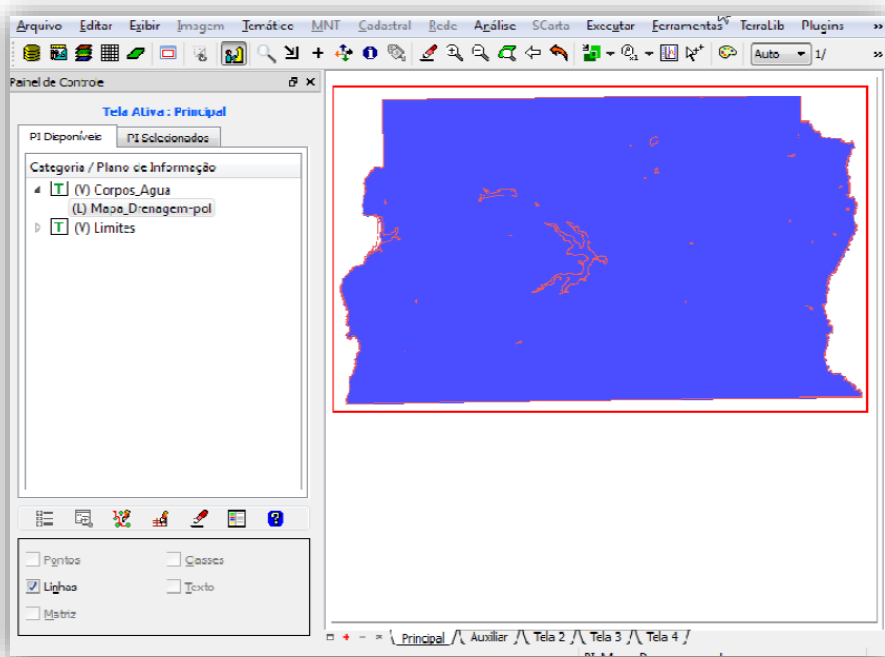 Arquivo Editar Exibir Imagem Temático MNT Cadastral Rede Análise SCarta Executar Ferramentas TerraLib Plugins »
Auto 1/ »
Painel de Controle
Tela Ativa : Principal
PI Disponíveis PI Selecionados
Categoria / Plano de Informação
T (V) Corpos_Agua
(L) Mapa_Drenagem-pol
T (V) Limites
Pontos Classes
Linhas Texto
Matriz
Principal Auxiliar Tela 2 Tela 3 Tela 4